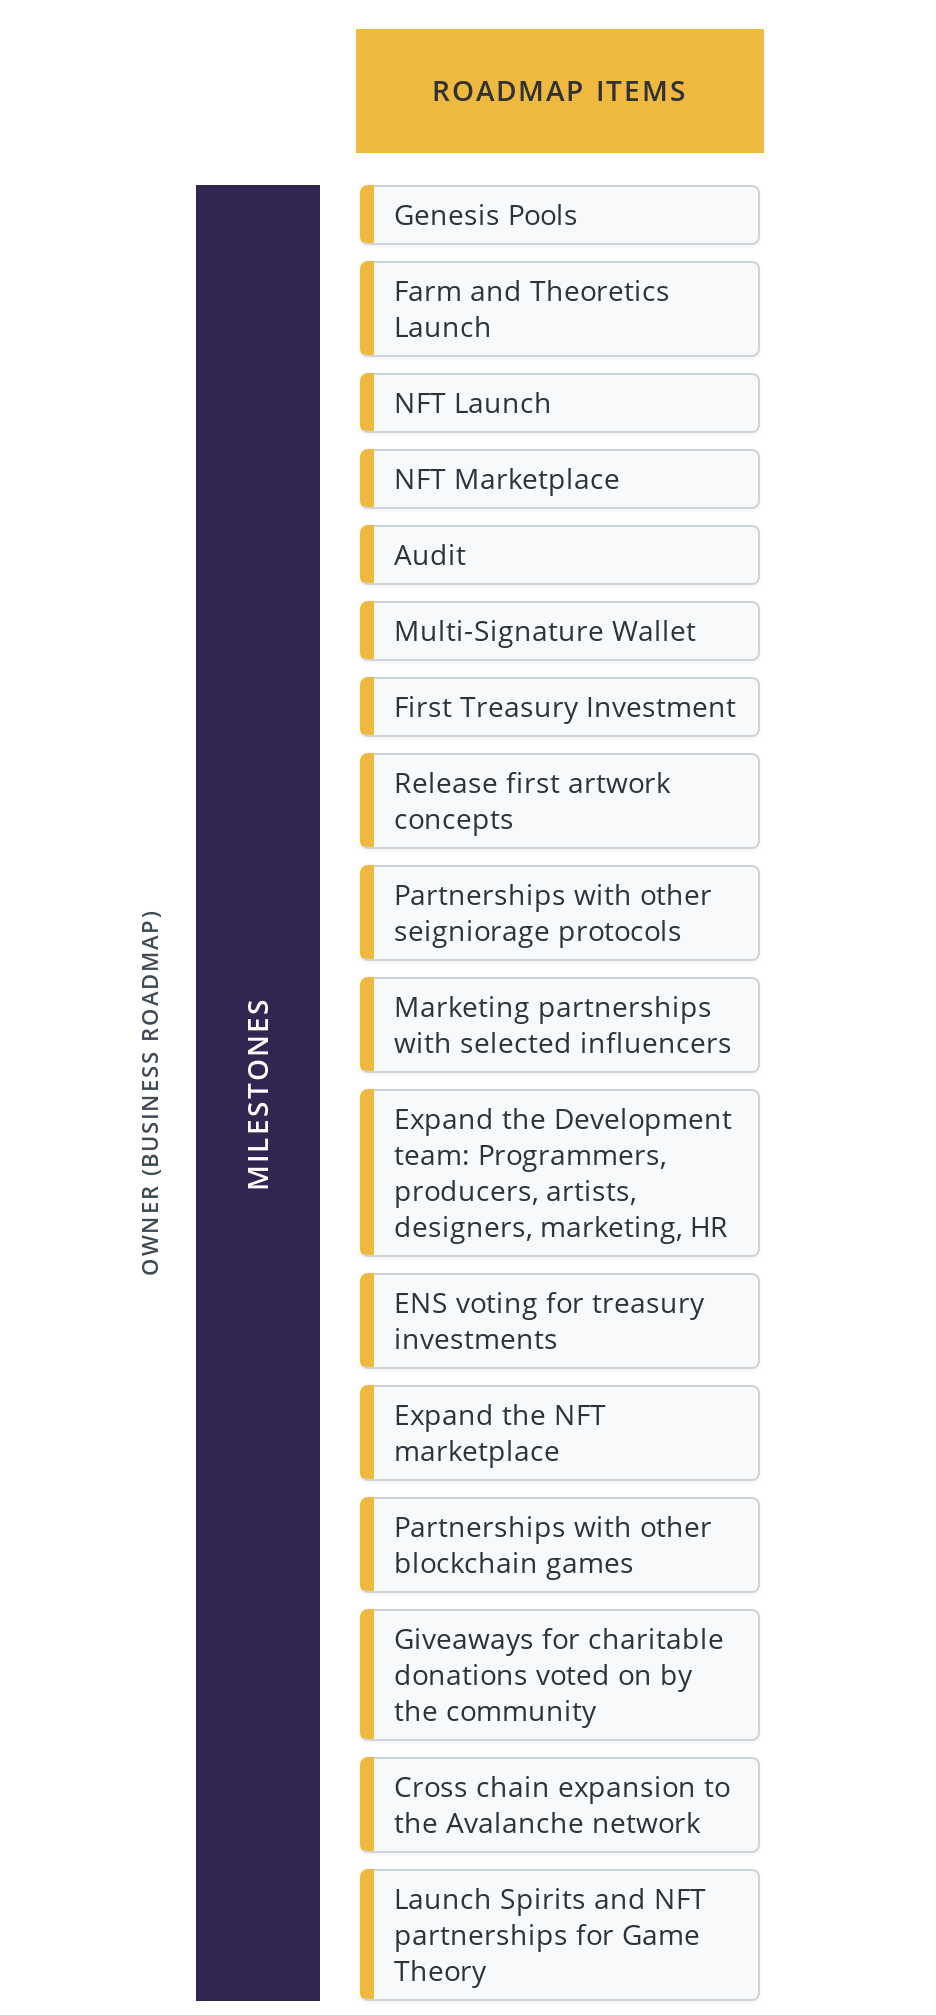 ROADMAP ITEMS
OWNER (BUSINESS ROADMAP)
MILESTONES
Genesis Pools
Farm and Theoretics
Launch
NFT Launch
NFT Marketplace
Audit
Multi-Signature Wallet
First Treasury Investment
Release first artwork
concepts
Partnerships with other
seigniorage protocols
Marketing partnerships
with selected influencers
Expand the Development
team: Programmers,
producers, artists,
designers, marketing, HR
ENS voting for treasury
investments
Expand the NFT
marketplace
Partnerships with other
blockchain games
Giveaways for charitable
donations voted on by
the community
Cross chain expansion to
the Avalanche network
Launch Spirits and NFT
partnerships for Game
Theory